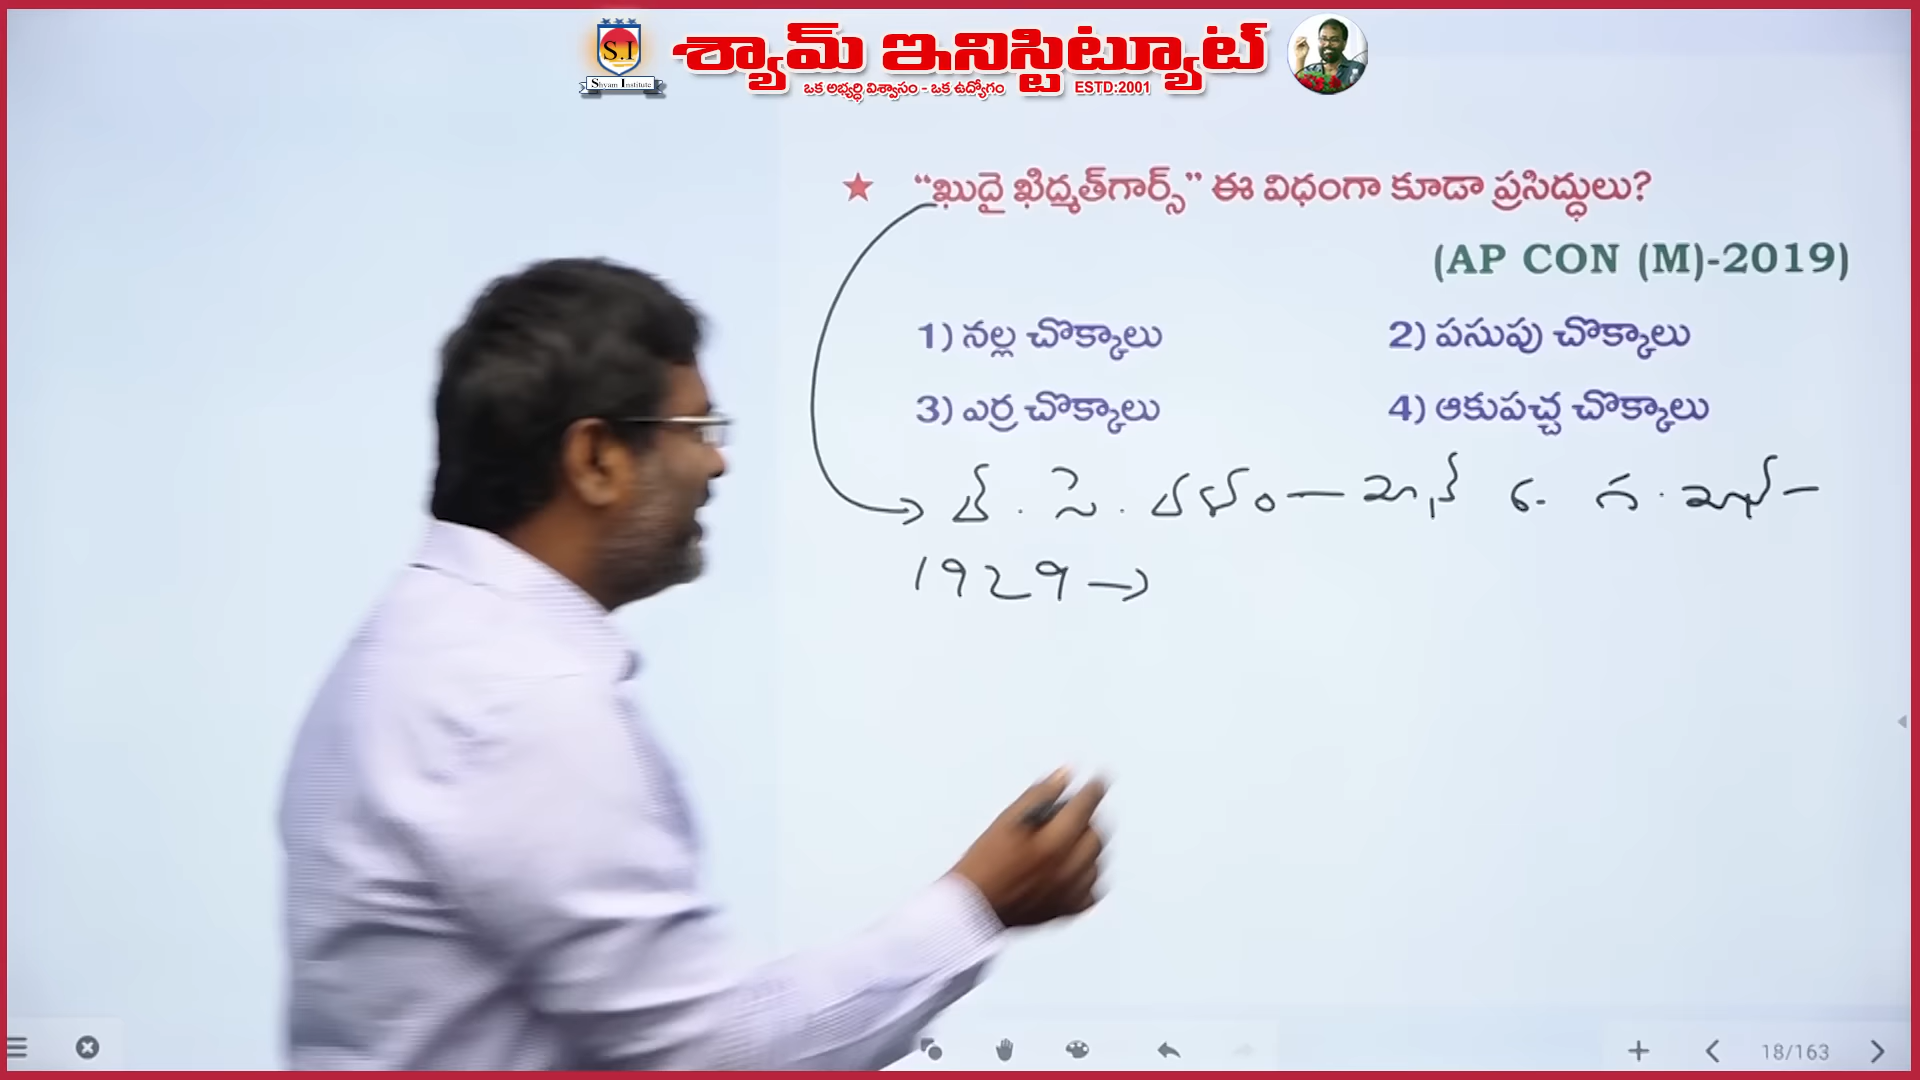 S.I
Shyam Institute
శ్యామ్ ఇనిస్టిట్యూట్
ఒక అభ్యర్థి విశ్వాసం - ఒక ఉద్యోగం ESTD:2001
★ “ఖుదై ఖిద్మత్‌గార్స్” ఈ విధంగా కూడా ప్రసిద్ధులు?
(AP CON (M)-2019)
1) నల్ల చొక్కాలు 2) పసుపు చొక్కాలు
3) ఎర్ర చొక్కాలు 4) ఆకుపచ్చ చొక్కాలు
1929 →
18/163